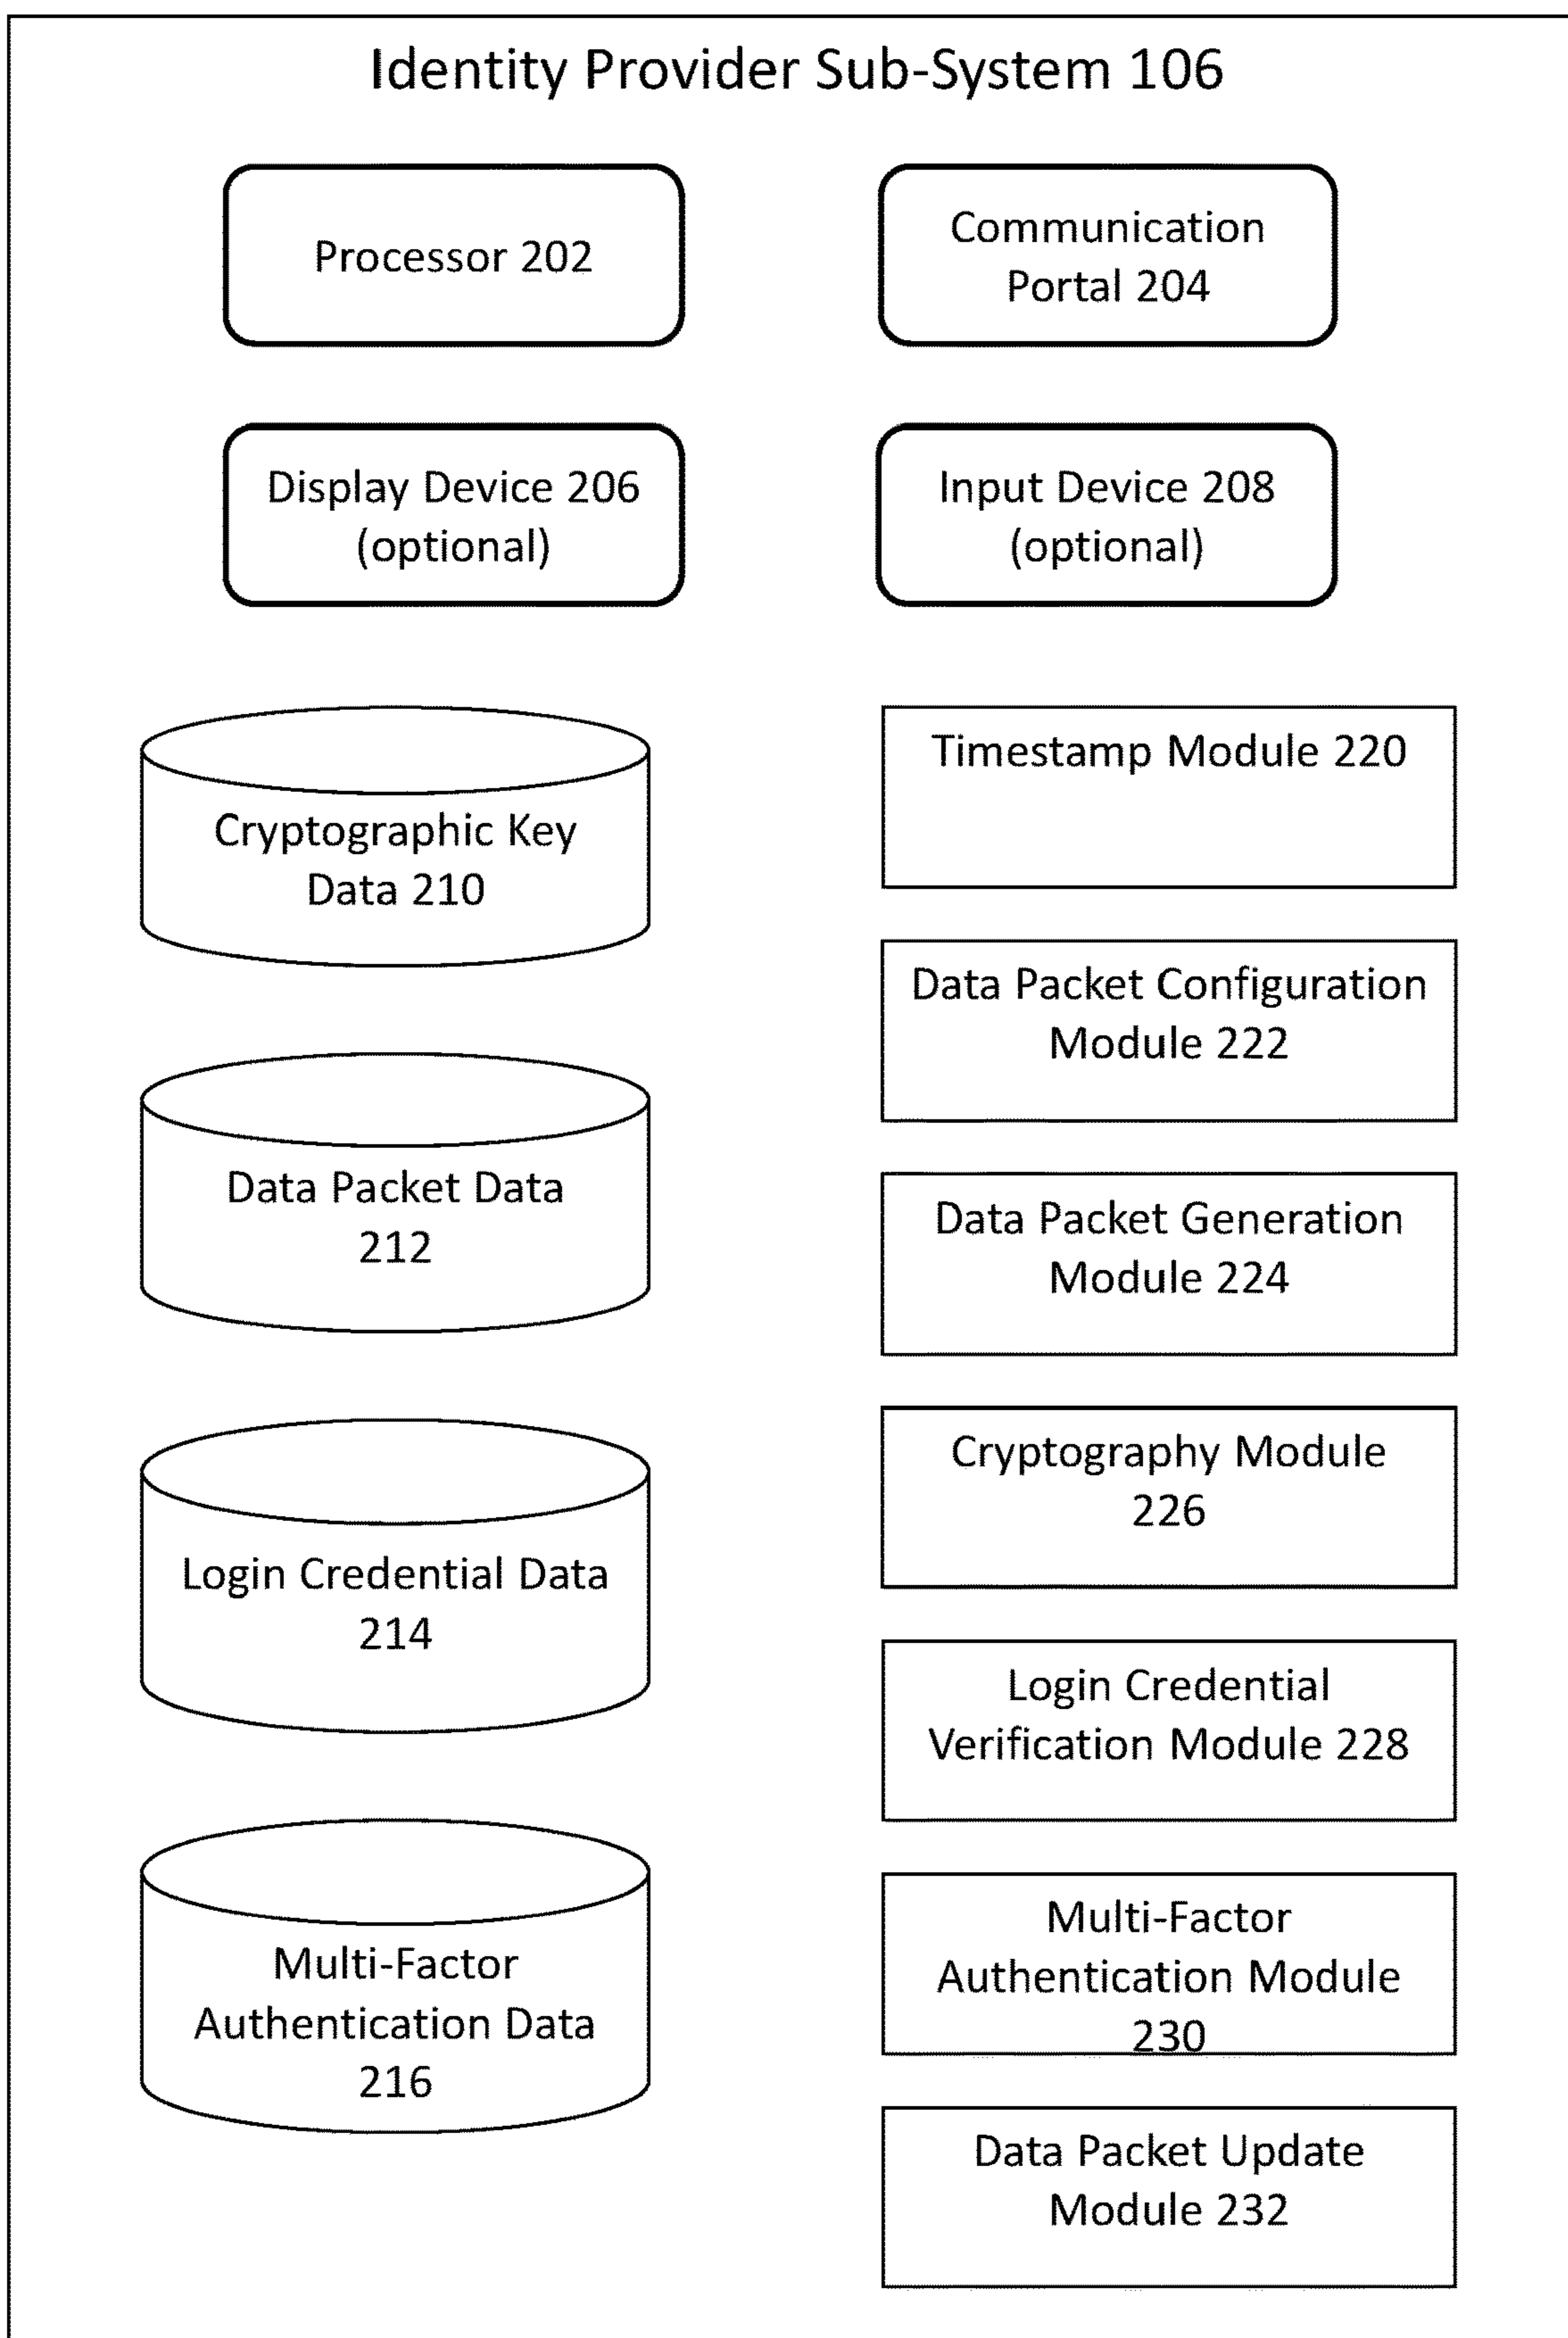 Identity Provider Sub-System 106
Processor 202
Communication
Portal 204
Display Device 206
(optional)
Input Device 208
(optional)
Cryptographic Key
Data 210
Data Packet Data
212
Login Credential Data
214
Multi-Factor
Authentication Data
216
Timestamp Module 220
Data Packet Configuration
Module 222
Data Packet Generation
Module 224
Cryptography Module
226
Login Credential
Verification Module 228
Multi-Factor
Authentication Module
230
Data Packet Update
Module 232